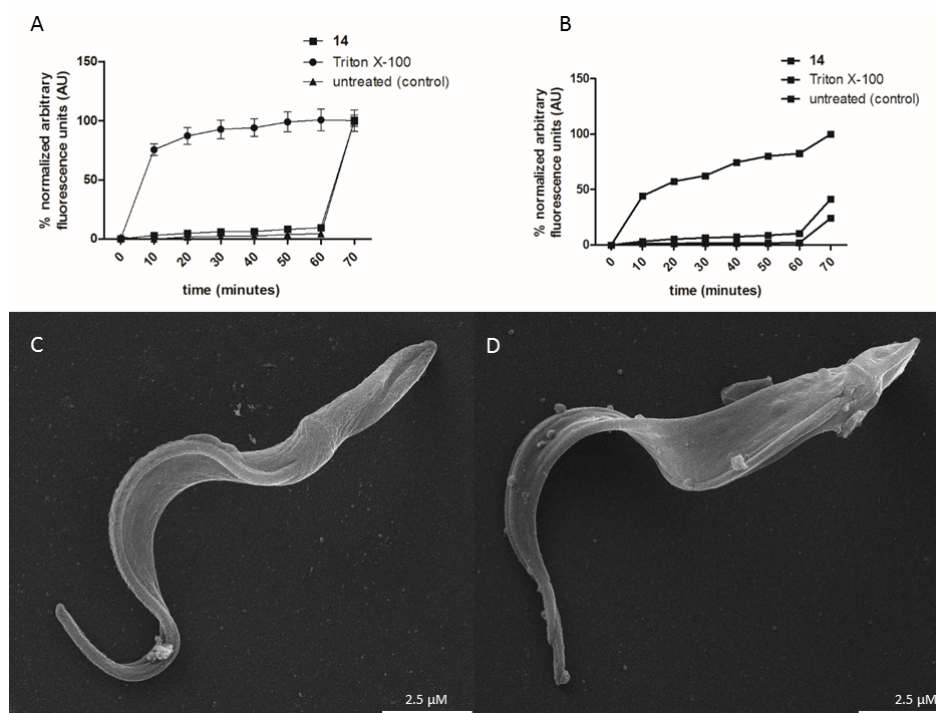 A
14
Triton X-100
untreated (control)
150
100
50
0
% normalized arbitrary
fluorescence units (AU)
0 10 20 30 40 50 60 70
time (minutes)
B
14
Triton X-100
untreated (control)
150
100
50
0
% normalized arbitrary
fluorescence units (AU)
0 10 20 30 40 50 60 70
time (minutes)
C
2.5 µM
D
2.5 µM